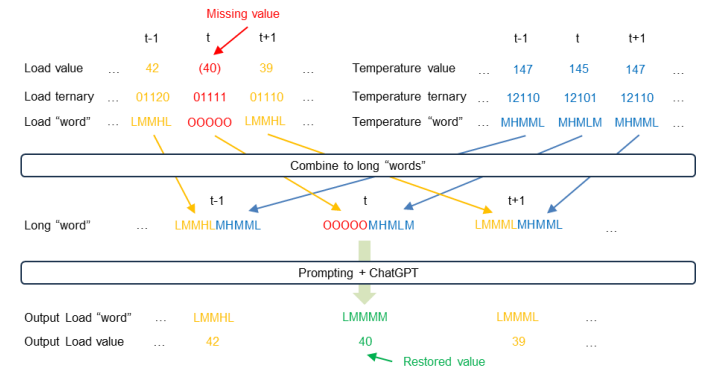 Missing value
t-1 t t+1 t-1 t t+1
Load value ... 42 (40) 39 ... Temperature value ... 147 145 147 ...
Load ternary ... 01120 01111 01110 ... Temperature ternary ... 12110 12101 12110 ...
Load “word” ... LMMHL OOOOO LMMHL ... Temperature “word” ... MHMML MHMLM MHMML ...
Combine to long “words”
t-1 t t+1
Long “word” ... LMMHLMHMML OOOOOMHMLM LMMMLMHMML ...
Prompting + ChatGPT
Output Load “word” ... LMMHL LMMMM LMMML ...
Output Load value ... 42 40 39 ...
Restored value